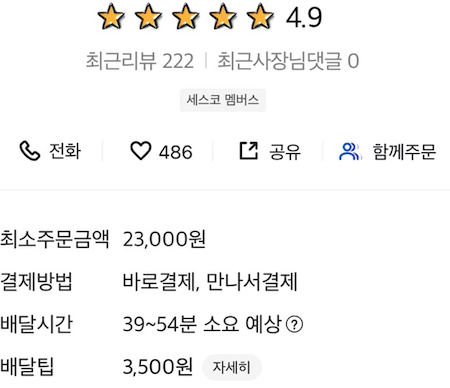 4.9
최근리뷰 222 | 최근사장님댓글 0
세스코 멤버스
전화 486 공유 함께주문
최소주문금액 23,000원
결제방법 바로결제, 만나서결제
배달시간 39~54분 소요 예상 ?
배달팁 3,500원 자세히